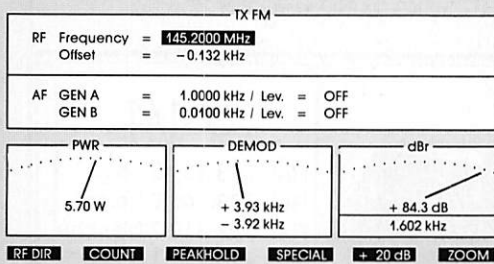 TX FM
RF Frequency = 145.2000 MHz
Offset = −0.132 kHz
AF GEN A = 1.0000 kHz / Lev. = OFF
GEN B = 0.0100 kHz / Lev. = OFF
PWR
5.70 W
DEMOD
+ 3.93 kHz
− 3.92 kHz
dBr
+ 84.3 dB
1.602 kHz
RF DIR COUNT PEAKHOLD SPECIAL + 20 dB ZOOM